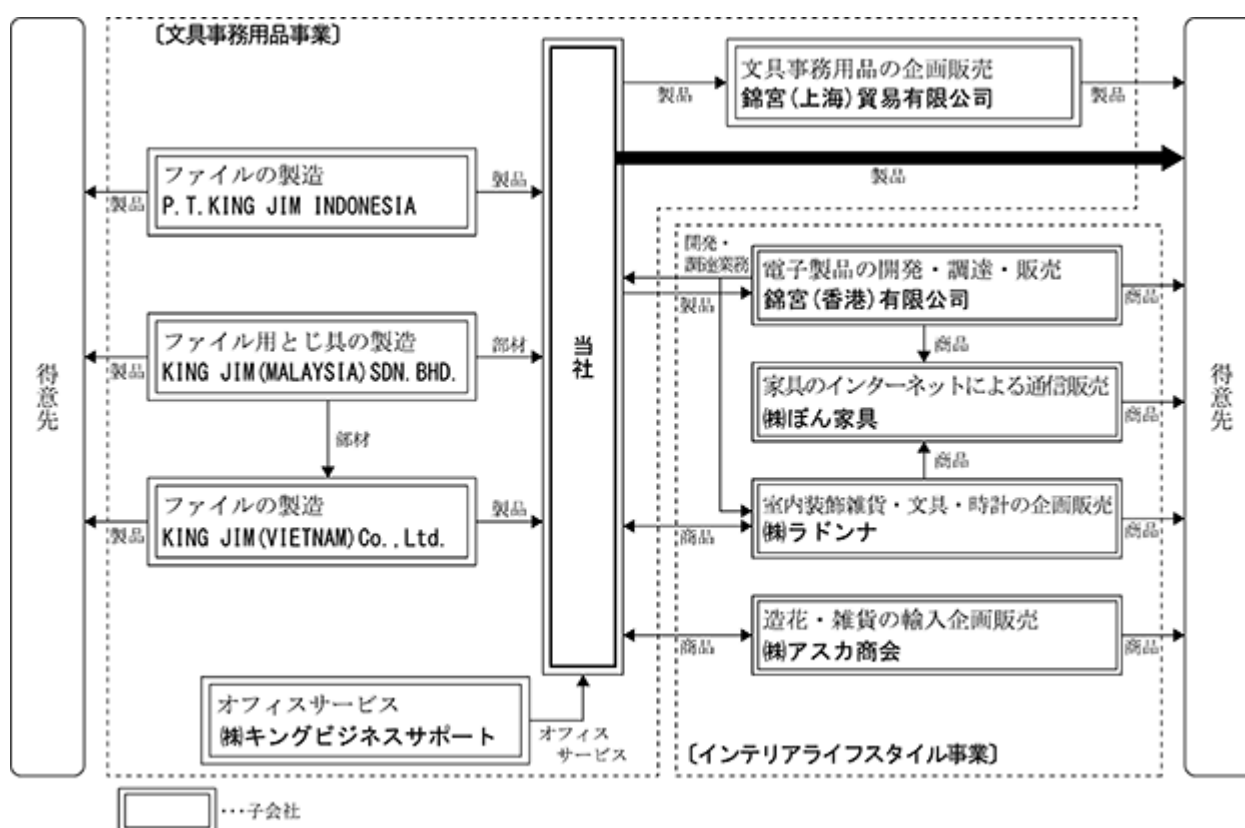 〔文具事務用品事業〕
文具事務用品の企画販売
錦宮(上海)貿易有限公司
製品
製品
製品
ファイルの製造
P.T.KING JIM INDONESIA
製品
製品
開発・
調達業務
製品
電子製品の開発・調達・販売
錦宮(香港)有限公司
商品
商品
ファイル用とじ具の製造
KING JIM(MALAYSIA)SDN.BHD.
製品
部材
部材
当社
得意先
得意先
家具のインターネットによる通信販売
㈱ぼん家具
商品
商品
ファイルの製造
KING JIM(VIETNAM)Co.,Ltd.
製品
製品
室内装飾雑貨・文具・時計の企画販売
㈱ラドンナ
商品
商品
造花・雑貨の輸入企画販売
㈱アスカ商会
商品
商品
オフィスサービス
㈱キングビジネスサポート
オフィス
サービス
〔インテリアライフスタイル事業〕
・・・子会社